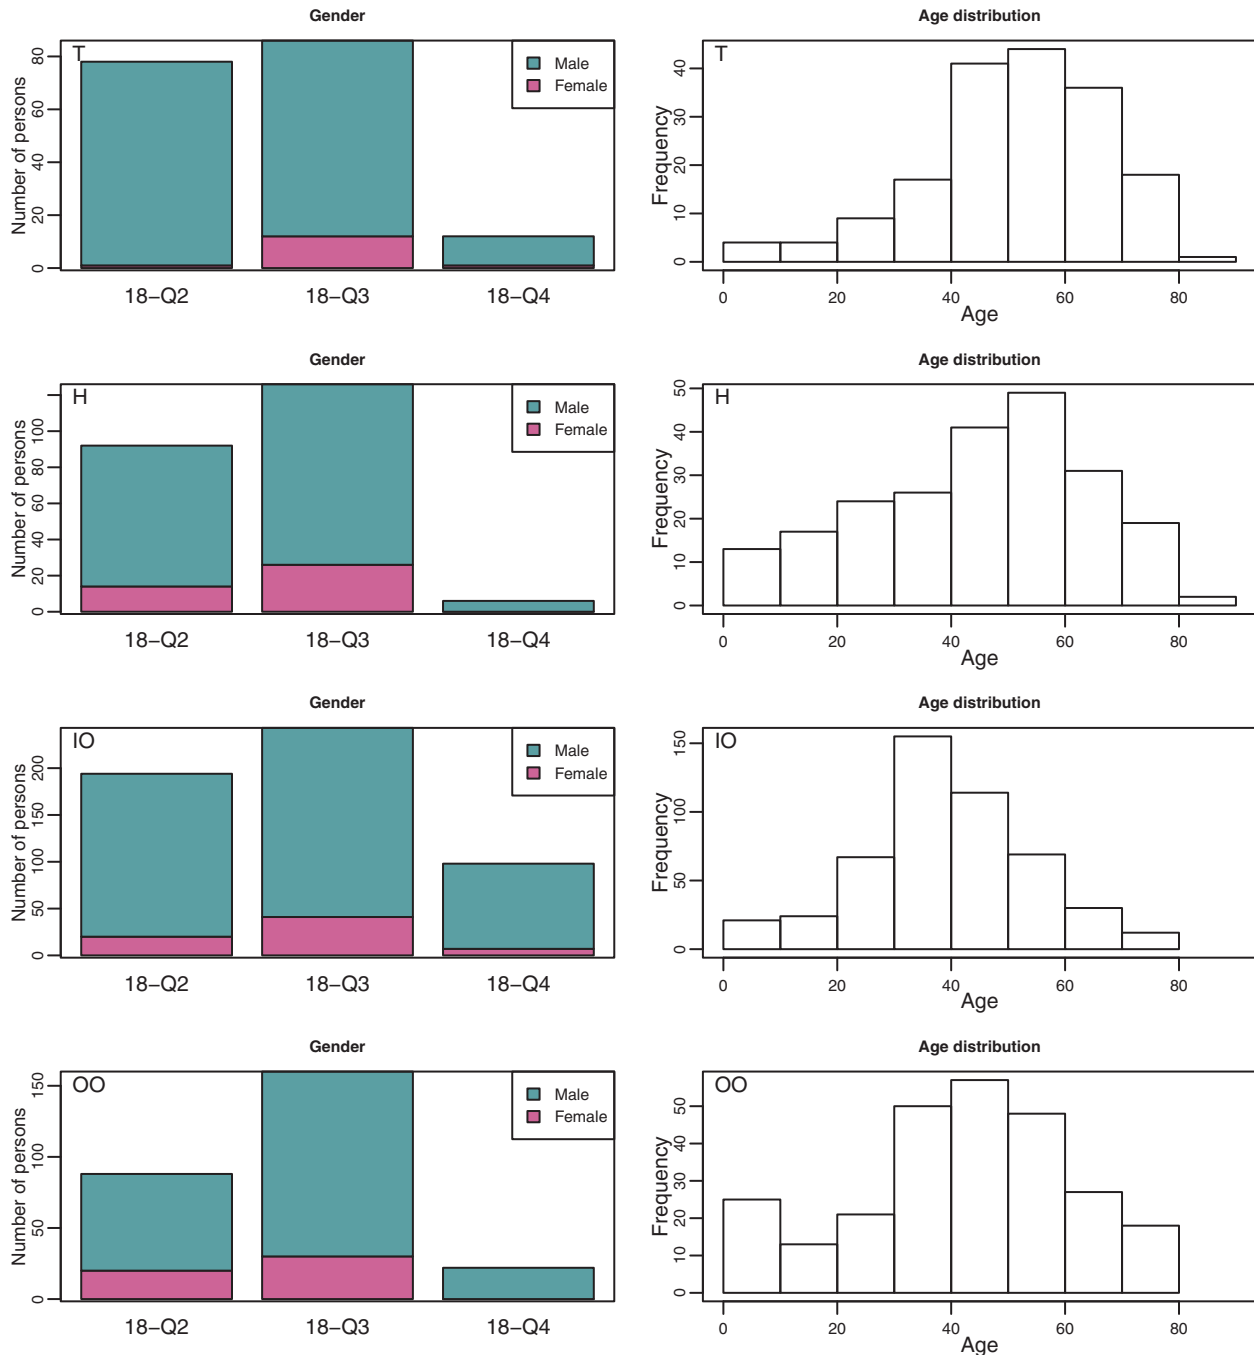 Gender
T
Number of persons
0
20
40
60
80
Male
Female
18−Q2
18−Q3
18−Q4
Age distribution
T
Frequency
0
10
20
30
40
0
20
40
60
80
Age
Gender
H
Number of persons
0
20
40
60
80
100
Male
Female
18−Q2
18−Q3
18−Q4
Age distribution
H
Frequency
0
10
20
30
40
50
0
20
40
60
80
Age
Gender
IO
Number of persons
0
50
100
150
200
Male
Female
18−Q2
18−Q3
18−Q4
Age distribution
IO
Frequency
0
50
100
150
0
20
40
60
80
Age
Gender
OO
Number of persons
0
50
100
150
Male
Female
18−Q2
18−Q3
18−Q4
Age distribution
OO
Frequency
0
10
20
30
40
50
0
20
40
60
80
Age